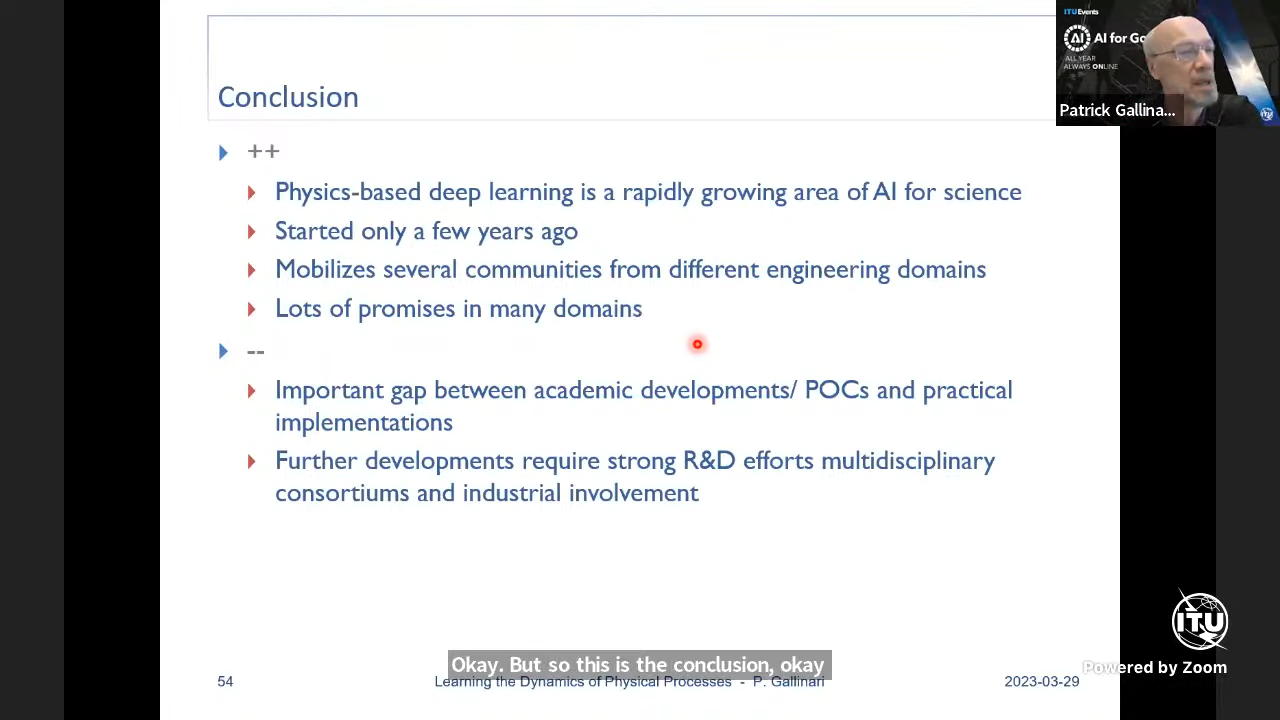 Conclusion
++
Physics-based deep learning is a rapidly growing area of AI for science
Started only a few years ago
Mobilizes several communities from different engineering domains
Lots of promises in many domains
--
Important gap between academic developments/ POCs and practical
implementations
Further developments require strong R&D efforts multidisciplinary
consortiums and industrial involvement
Okay. But so this is the conclusion, okay
54
Learning the Dynamics of Physical Processes - P. Gallinari
2023-03-29
ITUEvents
AI
AI for Go
ALL YEAR
ALWAYS ONLINE
Patrick Gallina...
ITU
Powered by Zoom